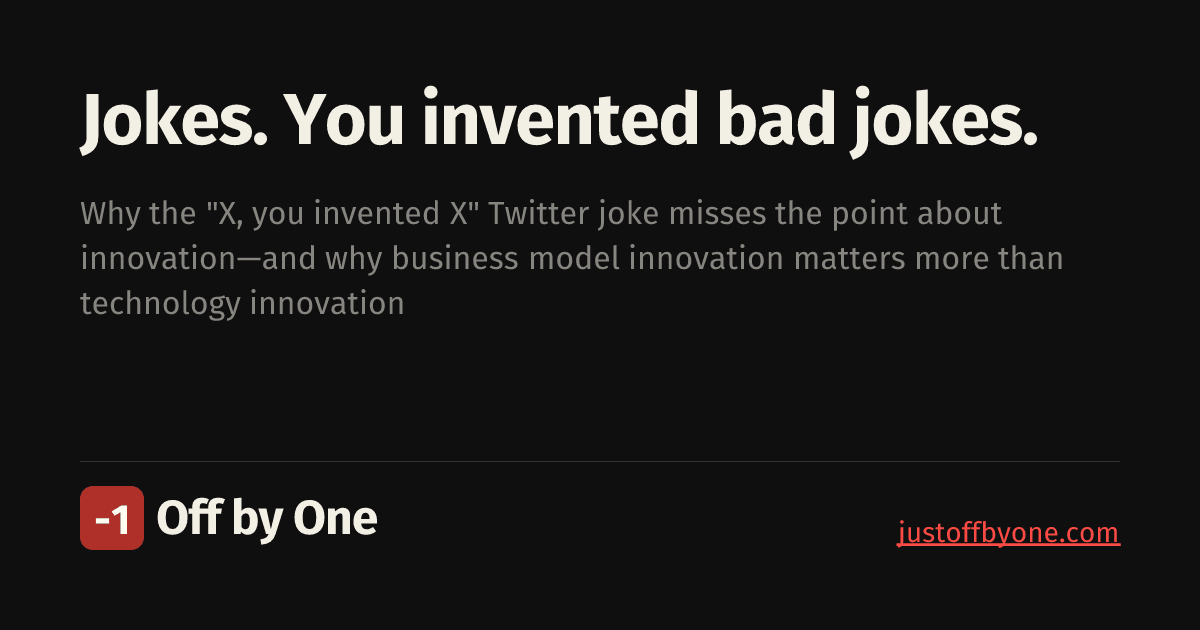 Jokes. You invented bad jokes.
Why the "X, you invented X" Twitter joke misses the point about
innovation—and why business model innovation matters more than
technology innovation
-1 Off by One
justoffbyone.com